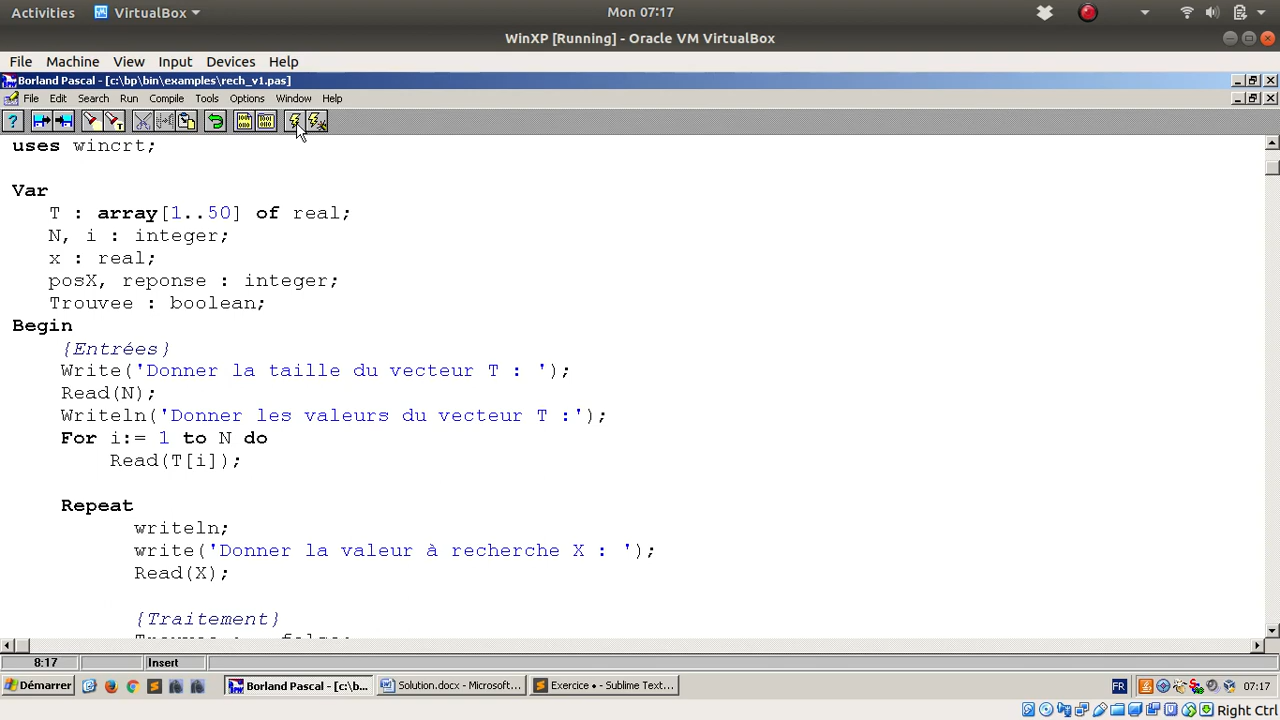 Activities VirtualBox Mon 07:17
WinXP [Running] - Oracle VM VirtualBox
File Machine View Input Devices Help
Borland Pascal - [c:\bp\bin\examples\rech_v1.pas]
File Edit Search Run Compile Tools Options Window Help
uses wincrt;
Var
T : array[1..50] of real;
N, i : integer;
x : real;
posX, reponse : integer;
Trouvee : boolean;
Begin
{Entrées}
Write('Donner la taille du vecteur T : ');
Read(N);
Writeln('Donner les valeurs du vecteur T :');
For i:= 1 to N do
Read(T[i]);
Repeat
writeln;
write('Donner la valeur à recherche X : ');
Read(X);
{Traitement}
8:17 Insert
Démarrer Borland Pascal - [c:\b... Solution.docx - Microsoft... Exercice • - Sublime Text... FR 07:17
Right Ctrl